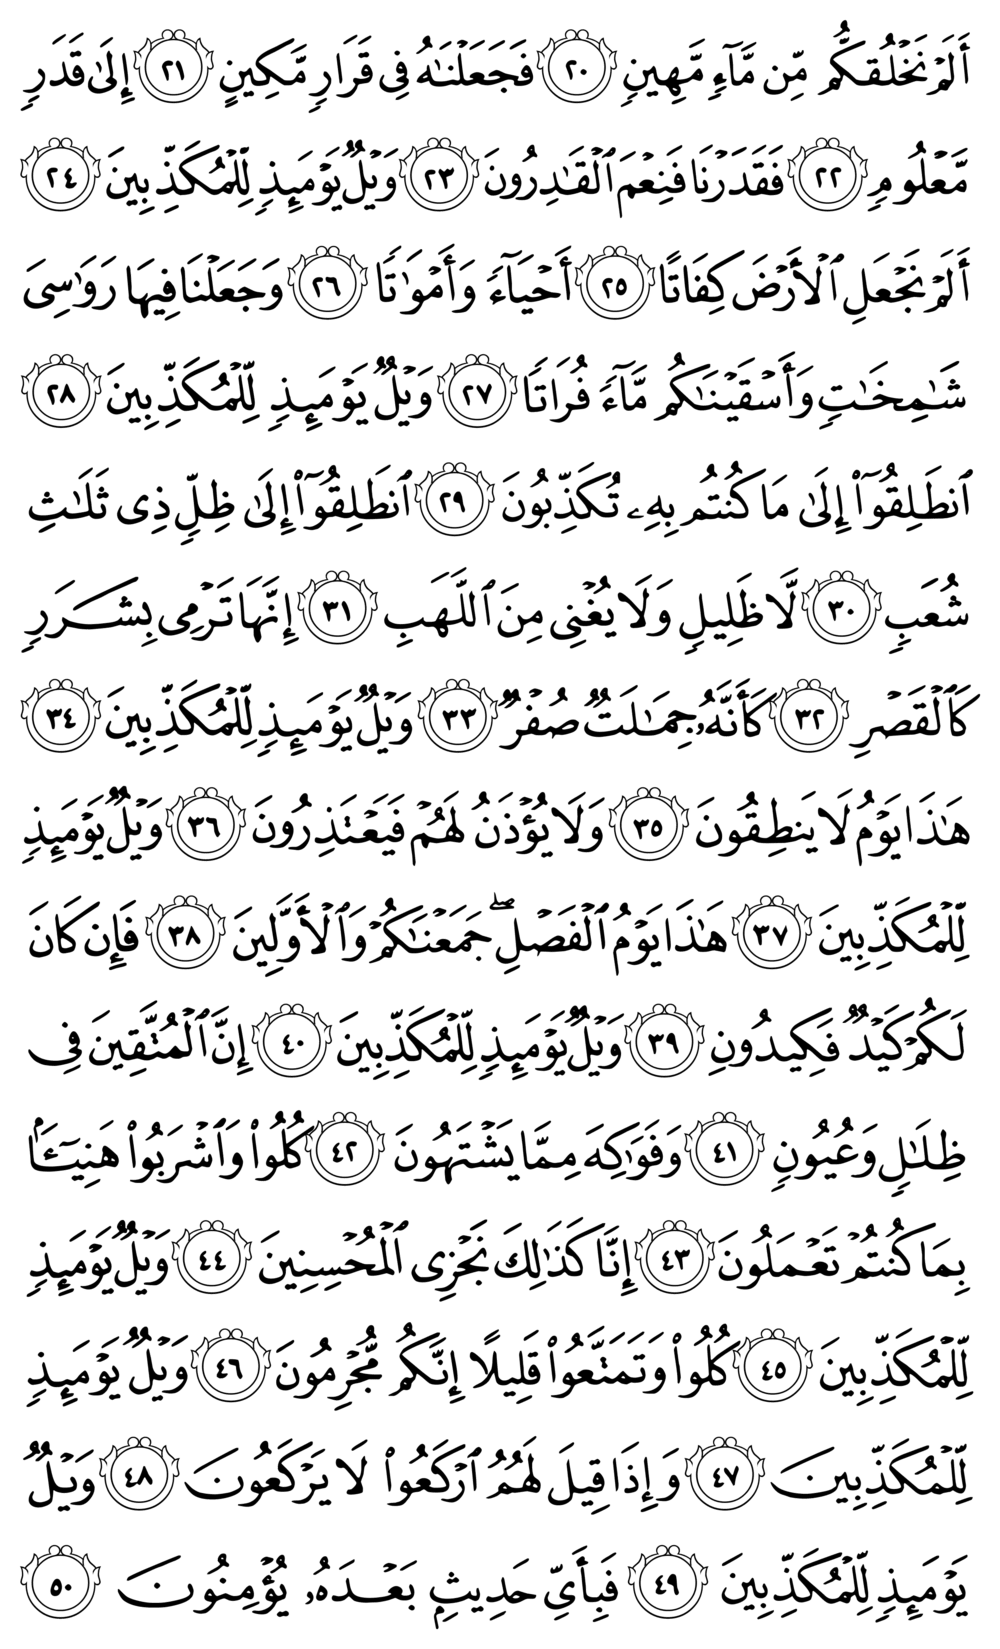 أَلَمۡ نَخۡلُقكُّم مِّن مَّآءٖ مَّهِينٖ ٢٠ فَجَعَلۡنَٰهُ فِي قَرَارٖ مَّكِينٍ ٢١ إِلَىٰ قَدَرٖ
مَّعۡلُومٖ ٢٢ فَقَدَرۡنَا فَنِعۡمَ ٱلۡقَٰدِرُونَ ٢٣ وَيۡلٞ يَوۡمَئِذٖ لِّلۡمُكَذِّبِينَ ٢٤
أَلَمۡ نَجۡعَلِ ٱلۡأَرۡضَ كِفَاتًا ٢٥ أَحۡيَآءٗ وَأَمۡوَٰتٗا ٢٦ وَجَعَلۡنَا فِيهَا رَوَٰسِيَ
شَٰمِخَٰتٖ وَأَسۡقَيۡنَٰكُم مَّآءٗ فُرَاتٗا ٢٧ وَيۡلٞ يَوۡمَئِذٖ لِّلۡمُكَذِّبِينَ ٢٨
ٱنطَلِقُوٓاْ إِلَىٰ مَا كُنتُم بِهِۦ تُكَذِّبُونَ ٢٩ ٱنطَلِقُوٓاْ إِلَىٰ ظِلّٖ ذِي ثَلَٰثِ
شُعَبٖ ٣٠ لَّا ظَلِيلٖ وَلَا يُغۡنِي مِنَ ٱللَّهَبِ ٣١ إِنَّهَا تَرۡمِي بِشَرَرٖ
كَٱلۡقَصۡرِ ٣٢ كَأَنَّهُۥ جِمَٰلَتٞ صُفۡرٞ ٣٣ وَيۡلٞ يَوۡمَئِذٖ لِّلۡمُكَذِّبِينَ ٣٤
هَٰذَا يَوۡمُ لَا يَنطِقُونَ ٣٥ وَلَا يُؤۡذَنُ لَهُمۡ فَيَعۡتَذِرُونَ ٣٦ وَيۡلٞ يَوۡمَئِذٖ
لِّلۡمُكَذِّبِينَ ٣٧ هَٰذَا يَوۡمُ ٱلۡفَصۡلِۖ جَمَعۡنَٰكُمۡ وَٱلۡأَوَّلِينَ ٣٨ فَإِن كَانَ
لَكُمۡ كَيۡدٞ فَكِيدُونِ ٣٩ وَيۡلٞ يَوۡمَئِذٖ لِّلۡمُكَذِّبِينَ ٤٠ إِنَّ ٱلۡمُتَّقِينَ فِي
ظِلَٰلٖ وَعُيُونٖ ٤١ وَفَوَٰكِهَ مِمَّا يَشۡتَهُونَ ٤٢ كُلُواْ وَٱشۡرَبُواْ هَنِيٓـَٔۢا
بِمَا كُنتُمۡ تَعۡمَلُونَ ٤٣ إِنَّا كَذَٰلِكَ نَجۡزِي ٱلۡمُحۡسِنِينَ ٤٤ وَيۡلٞ يَوۡمَئِذٖ
لِّلۡمُكَذِّبِينَ ٤٥ كُلُواْ وَتَمَتَّعُواْ قَلِيلًا إِنَّكُم مُّجۡرِمُونَ ٤٦ وَيۡلٞ يَوۡمَئِذٖ
لِّلۡمُكَذِّبِينَ ٤٧ وَإِذَا قِيلَ لَهُمُ ٱرۡكَعُواْ لَا يَرۡكَعُونَ ٤٨ وَيۡلٞ
يَوۡمَئِذٖ لِّلۡمُكَذِّبِينَ ٤٩ فَبِأَيِّ حَدِيثِۭ بَعۡدَهُۥ يُؤۡمِنُونَ ٥٠